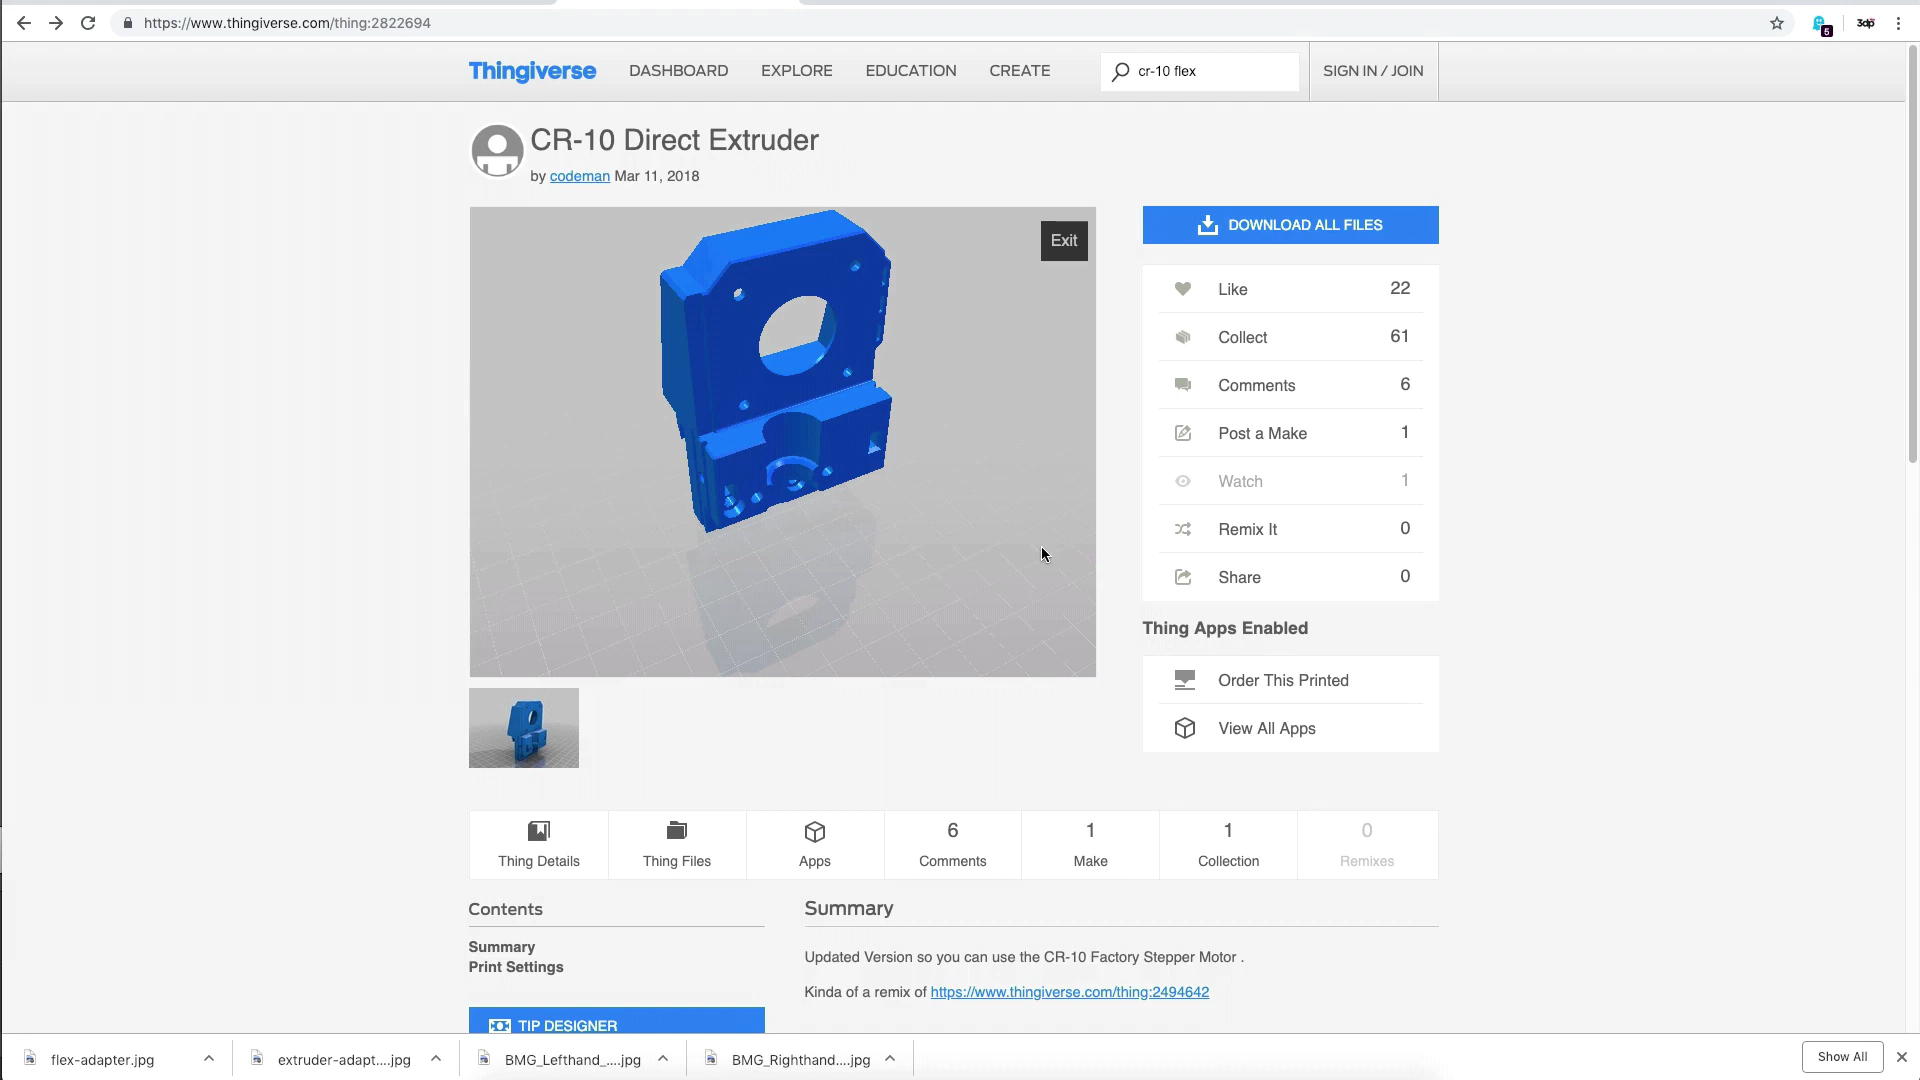 https://www.thingiverse.com/thing:2822694
5
3dp
Thingiverse DASHBOARD EXPLORE EDUCATION CREATE cr-10 flex SIGN IN / JOIN
CR-10 Direct Extruder
by codeman Mar 11, 2018
Exit
DOWNLOAD ALL FILES
Like 22
Collect 61
Comments 6
Post a Make 1
Watch 1
Remix It 0
Share 0
Thing Apps Enabled
Order This Printed
View All Apps
6 1 1 0
Thing Details Thing Files Apps Comments Make Collection Remixes
Contents
Summary
Print Settings
TIP DESIGNER
Summary
Updated Version so you can use the CR-10 Factory Stepper Motor .
Kinda of a remix of https://www.thingiverse.com/thing:2494642
flex-adapter.jpg extruder-adapt....jpg BMG_Lefthand_....jpg BMG_Righthand....jpg Show All